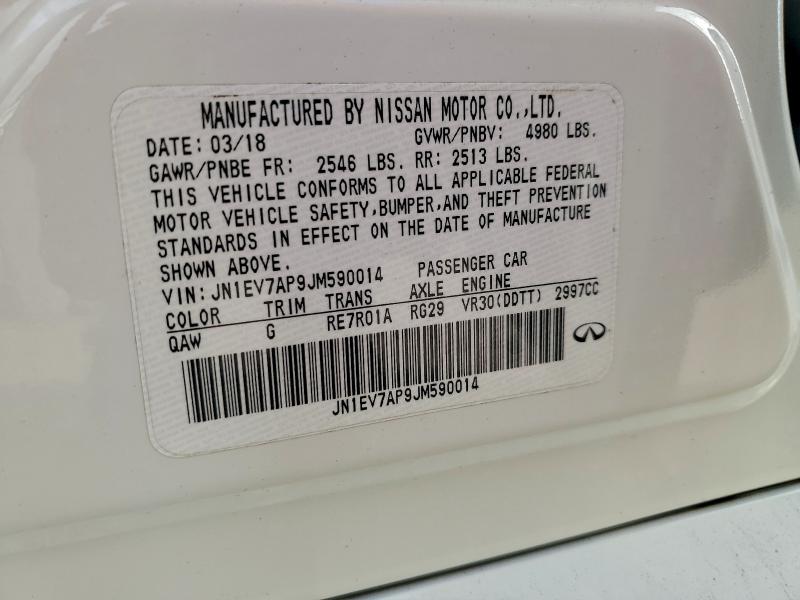 MANUFACTURED BY NISSAN MOTOR CO.,LTD.
DATE: 03/18 GVWR/PNBV: 4980 LBS.
GAWR/PNBE FR: 2546 LBS. RR: 2513 LBS.
THIS VEHICLE CONFORMS TO ALL APPLICABLE FEDERAL
MOTOR VEHICLE SAFETY,BUMPER,AND THEFT PREVENTION
STANDARDS IN EFFECT ON THE DATE OF MANUFACTURE
SHOWN ABOVE.
VIN: JN1EV7AP9JM590014 PASSENGER CAR
COLOR TRIM TRANS AXLE ENGINE
QAW G RE7R01A RG29 VR30(DDTT) 2997CC
JN1EV7AP9JM590014